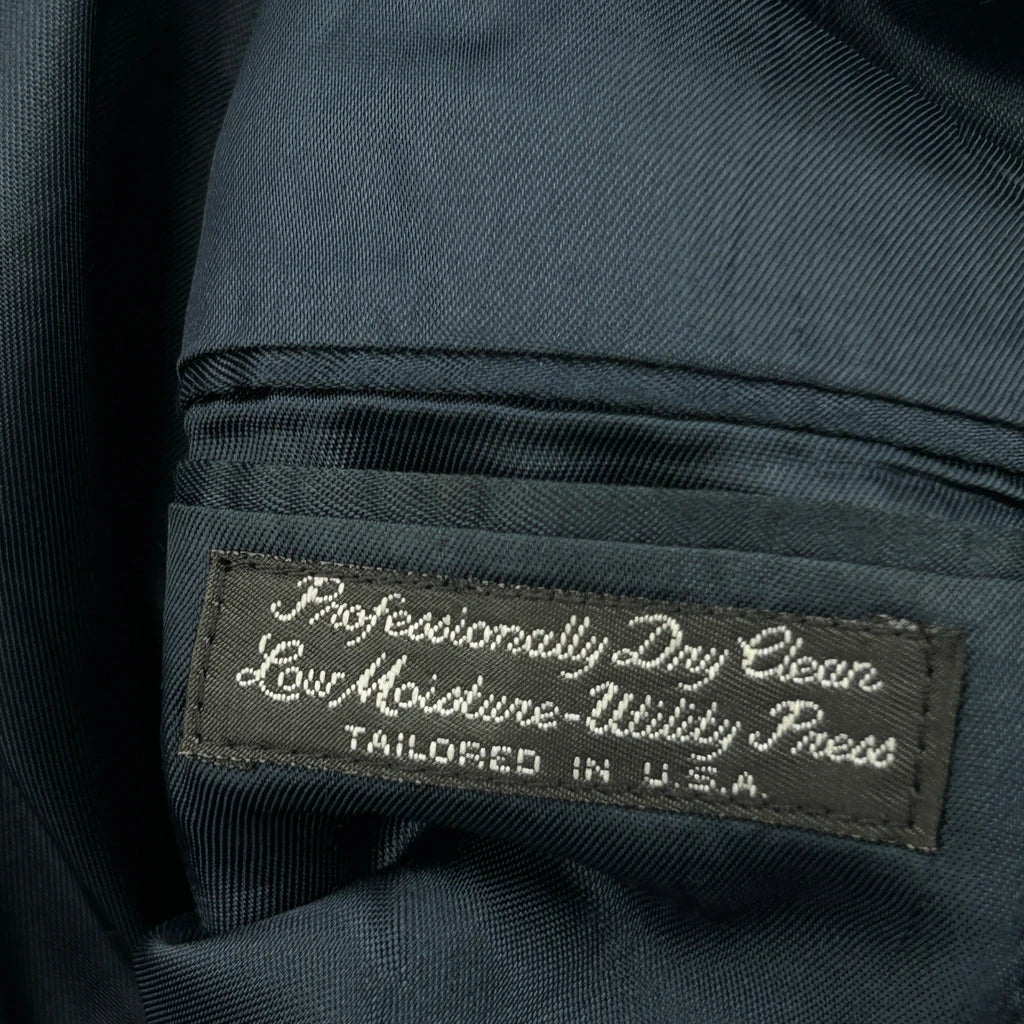 Professionally Dry Clean
Low Moisture-Utility Press
TAILORED IN U.S.A.